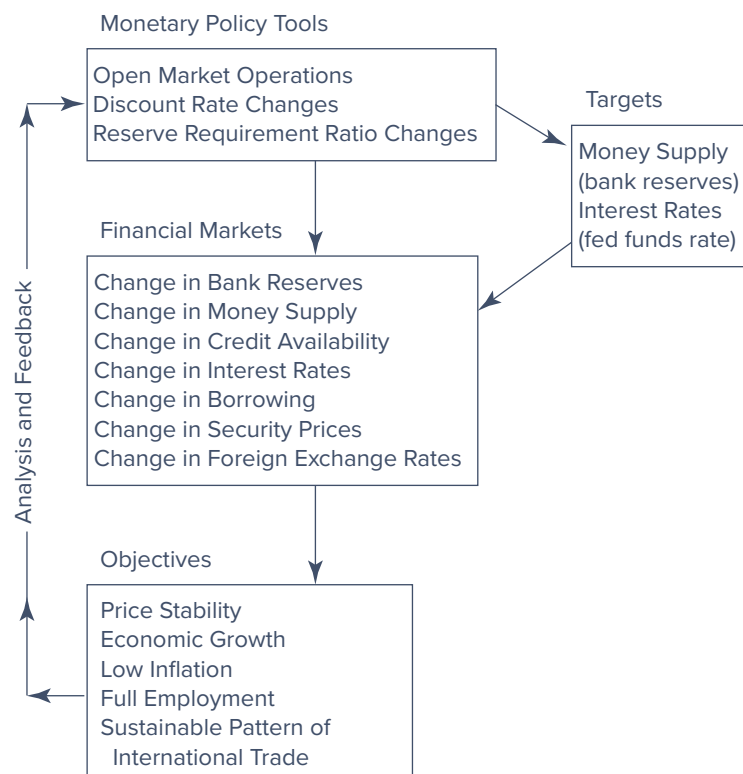 Monetary Policy Tools
Open Market Operations
Discount Rate Changes
Reserve Requirement Ratio Changes
Targets
Money Supply
(bank reserves)
Interest Rates
(fed funds rate)
Financial Markets
Change in Bank Reserves
Change in Money Supply
Change in Credit Availability
Change in Interest Rates
Change in Borrowing
Change in Security Prices
Change in Foreign Exchange Rates
Analysis and Feedback
Objectives
Price Stability
Economic Growth
Low Inflation
Full Employment
Sustainable Pattern of
International Trade